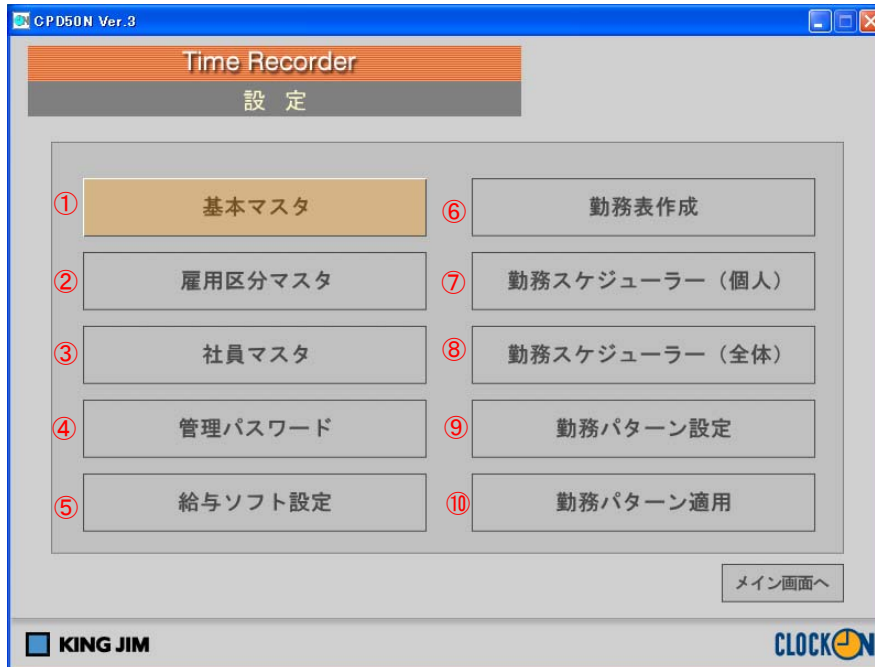 CPD50N Ver.3
Time Recorder
設 定
① 基本マスタ
② 雇用区分マスタ
③ 社員マスタ
④ 管理パスワード
⑤ 給与ソフト設定
⑥ 勤務表作成
⑦ 勤務スケジューラー（個人）
⑧ 勤務スケジューラー（全体）
⑨ 勤務パターン設定
⑩ 勤務パターン適用
メイン画面へ
KING JIM
CLOCK ON